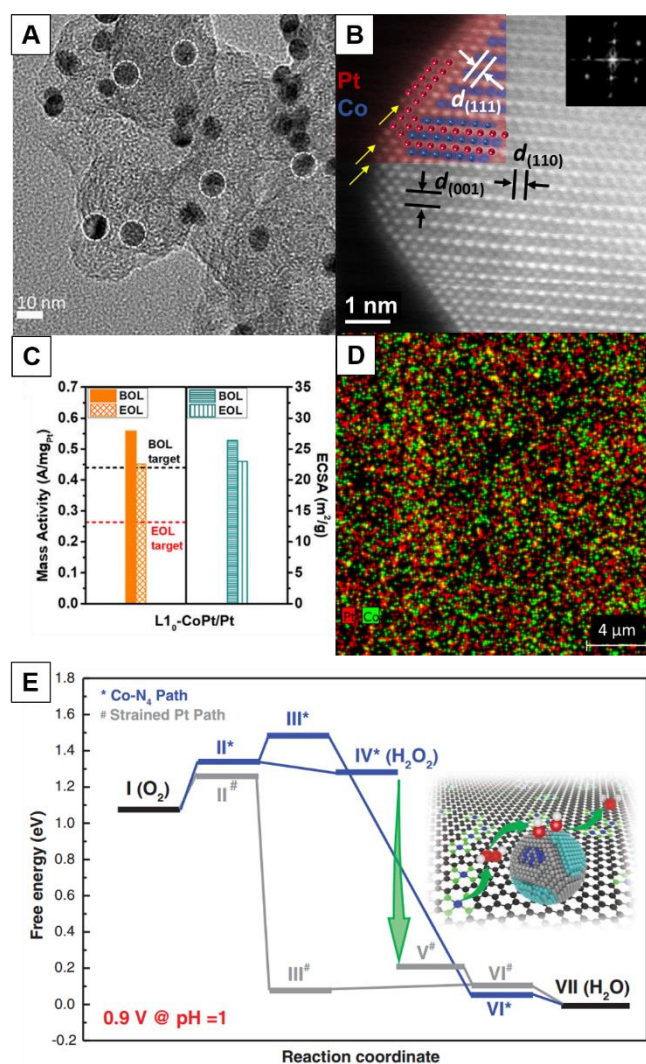 A
10 nm
B
Pt
Co
d(111)
d(110)
d(001)
1 nm
C
Mass Activity (A/mgPt)
0.7
0.6
0.5
0.4
0.3
0.2
0.1
0.0
BOL
EOL
BOL
target
EOL
target
BOL
EOL
35
30
25
20
15
10
5
0
ECSA (m²/g)
L1₀-CoPt/Pt
D
Pt Co
4 µm
E
* Co-N₄ Path
# Strained Pt Path
Free energy (eV)
1.8
1.6
1.4
1.2
1.0
0.8
0.6
0.4
0.2
0.0
-0.2
I (O₂)
II*
II#
III*
III#
IV* (H₂O₂)
V#
VI#
VI*
VII (H₂O)
0.9 V @ pH =1
Reaction coordinate